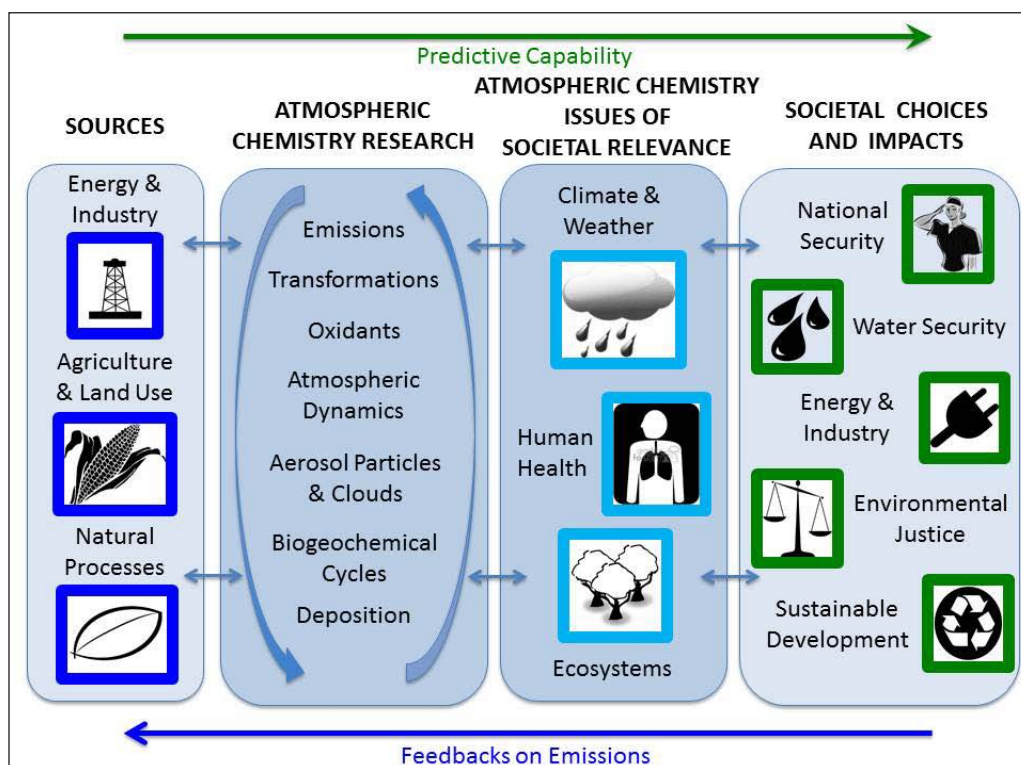 Predictive Capability
SOURCES
Energy &
Industry
Agriculture
& Land Use
Natural
Processes
ATMOSPHERIC
CHEMISTRY RESEARCH
Emissions
Transformations
Oxidants
Atmospheric
Dynamics
Aerosol Particles
& Clouds
Biogeochemical
Cycles
Deposition
ATMOSPHERIC CHEMISTRY
ISSUES OF
SOCIETAL RELEVANCE
Climate &
Weather
Human
Health
Ecosystems
SOCIETAL CHOICES
AND IMPACTS
National
Security
Water Security
Energy &
Industry
Environmental
Justice
Sustainable
Development
Feedbacks on Emissions